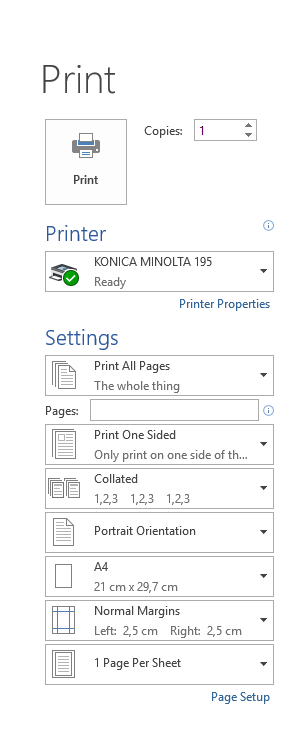 Print
Copies: 1
Print
Printer
KONICA MINOLTA 195
Ready
Printer Properties
Settings
Print All Pages
The whole thing
Pages:
Print One Sided
Only print on one side of th...
Collated
1,2,3 1,2,3 1,2,3
Portrait Orientation
A4
21 cm x 29,7 cm
Normal Margins
Left: 2,5 cm Right: 2,5 cm
1 Page Per Sheet
Page Setup